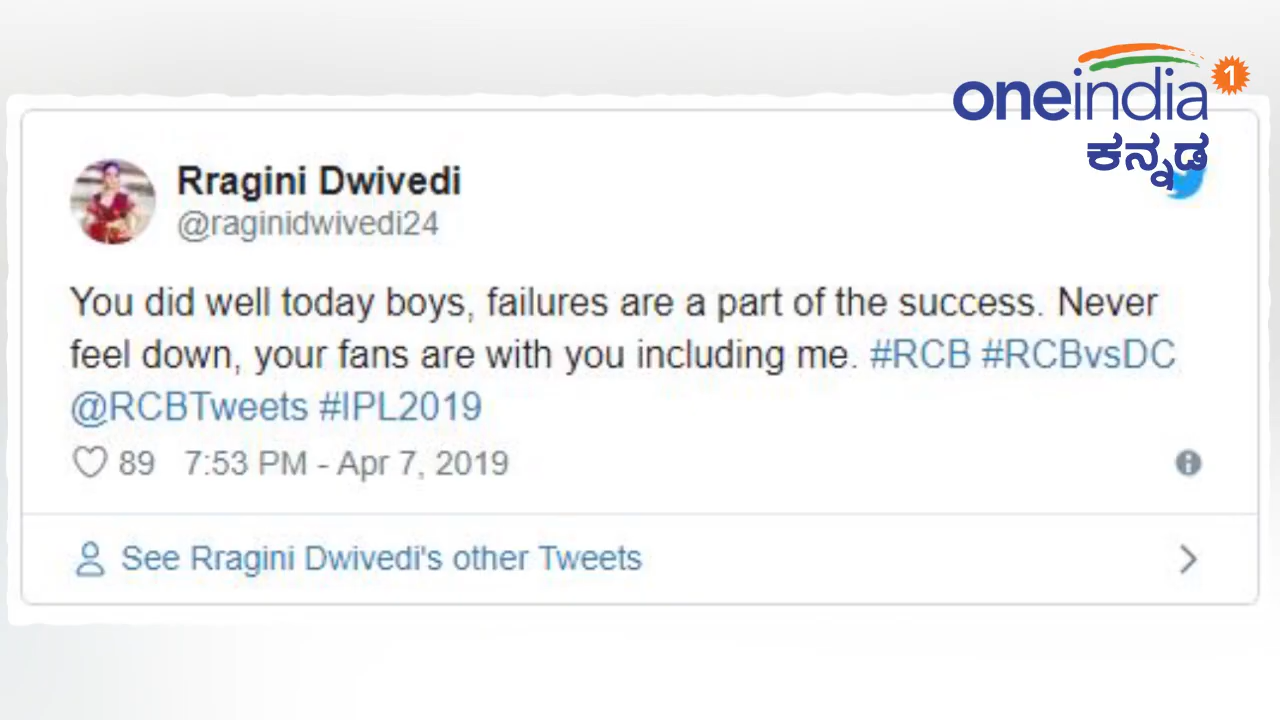 oneindia 1
ಕನ್ನಡ
Rragini Dwivedi
@raginidwivedi24
You did well today boys, failures are a part of the success. Never
feel down, your fans are with you including me. #RCB #RCBvsDC
@RCBTweets #IPL2019
89 7:53 PM - Apr 7, 2019
See Rragini Dwivedi's other Tweets